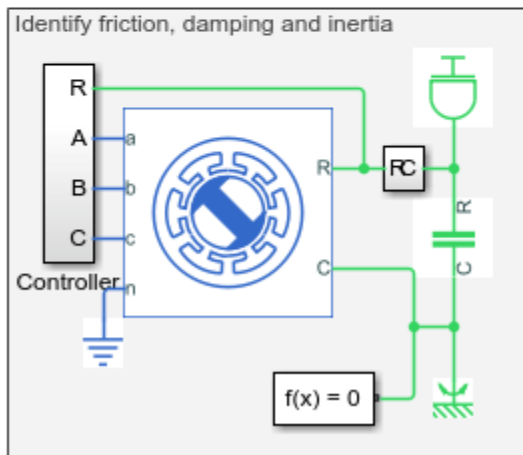 Identify friction, damping and inertia
R
A
B
C
Controller
a
b
c
n
R
C
RC
R
C
f(x) = 0